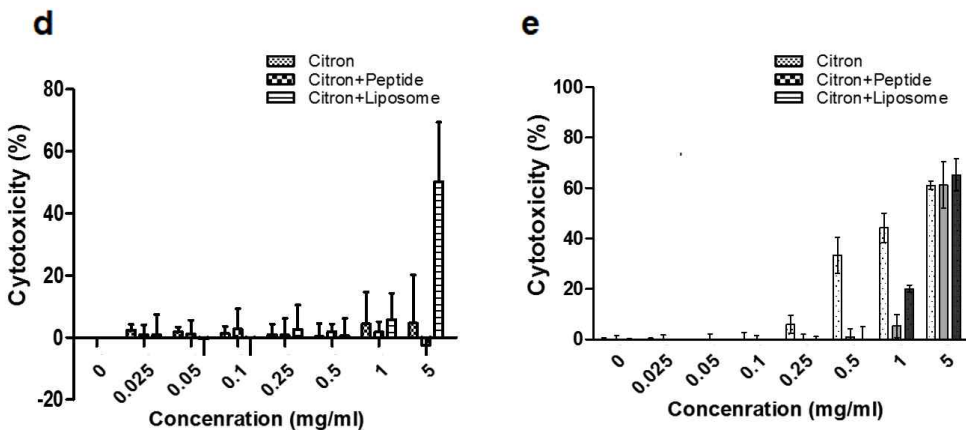 d
Citron
Citron+Peptide
Citron+Liposome
80
60
40
20
0
-20
Cytotoxicity (%)
0
0.025
0.05
0.1
0.25
0.5
1
5
Concenration (mg/ml)
e
Citron
Citron+Peptide
Citron+Liposome
100
80
60
40
20
0
Cytotoxicity (%)
0
0.025
0.05
0.1
0.25
0.5
1
5
Concenration (mg/ml)